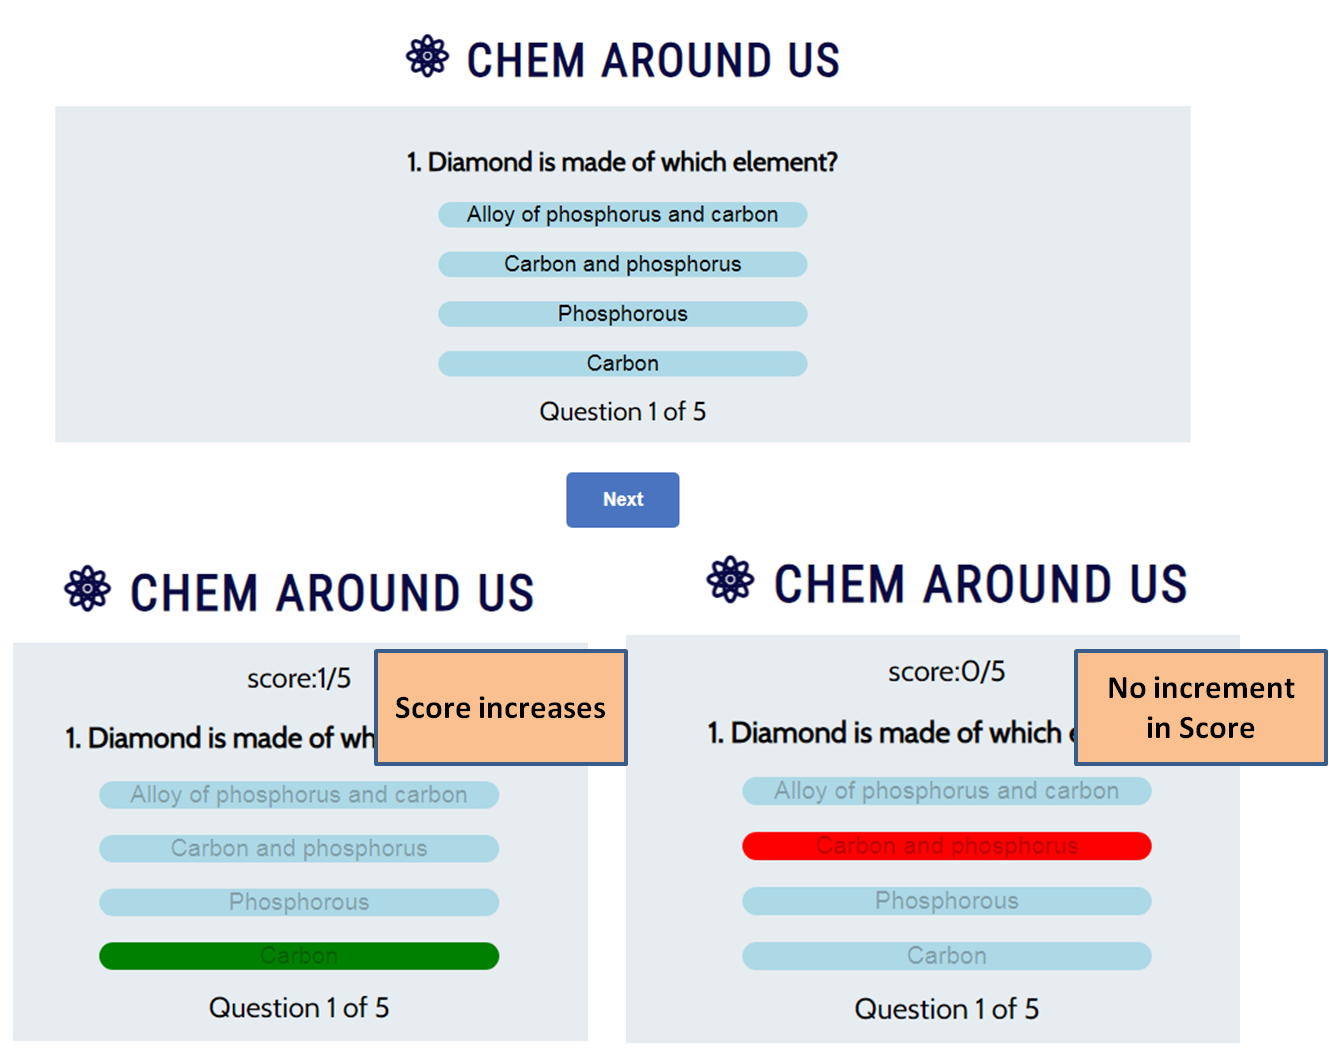 CHEM AROUND US
1. Diamond is made of which element?
Alloy of phosphorus and carbon
Carbon and phosphorus
Phosphorous
Carbon
Question 1 of 5
Next
CHEM AROUND US
score:1/5
Score increases
1. Diamond is made of wh
Alloy of phosphorus and carbon
Carbon and phosphorus
Phosphorous
Carbon
Question 1 of 5
CHEM AROUND US
score:0/5
No increment
in Score
1. Diamond is made of which
Alloy of phosphorus and carbon
Carbon and phosphorus
Phosphorous
Carbon
Question 1 of 5